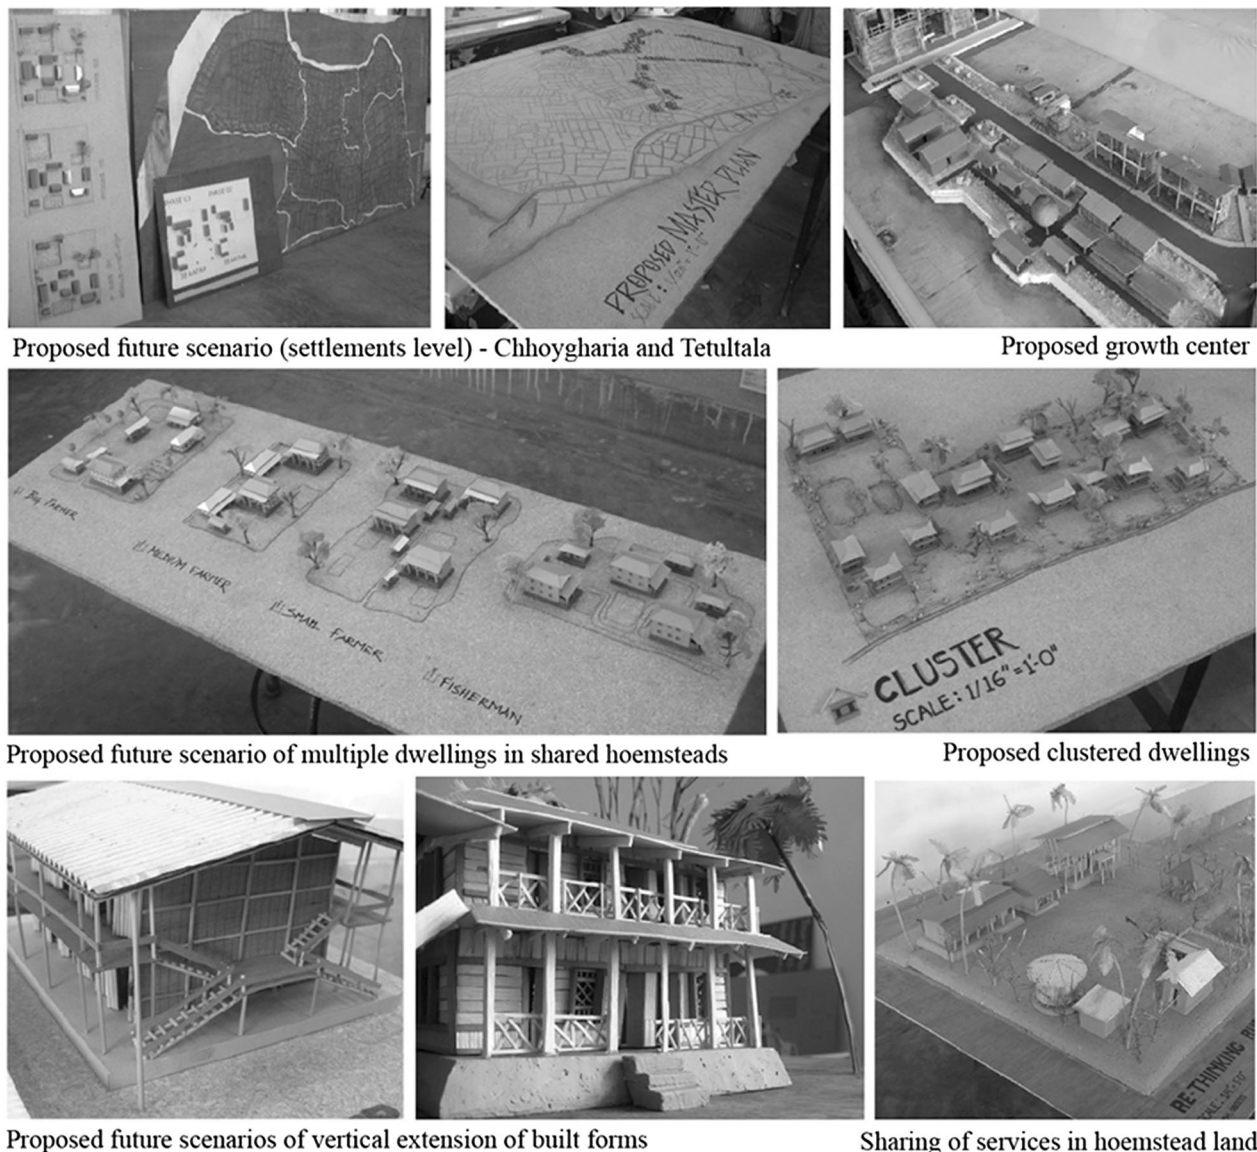 PHASE 02
PROPOSED MASTER PLAN
Proposed future scenario (settlements level) - Chhoygharia and Tetultala
Proposed growth center
BIG FARMER
MEDIUM FARMER
SMALL FARMER
FISHERMAN
CLUSTER
SCALE: 1/16" = 1'-0"
Proposed future scenario of multiple dwellings in shared hoemsteads
Proposed clustered dwellings
RE-THINKING
Proposed future scenarios of vertical extension of built forms
Sharing of services in hoemstead land